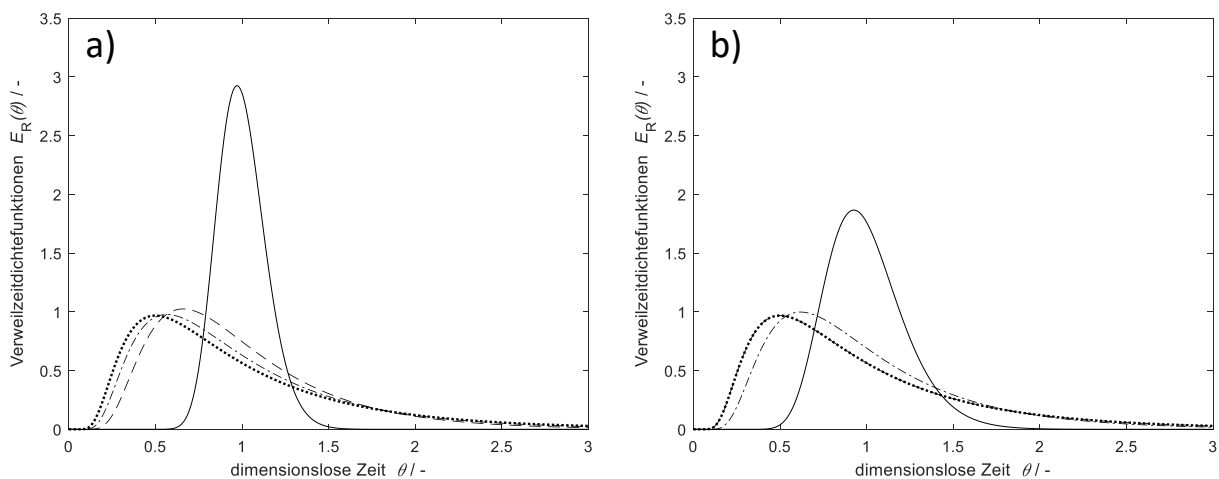 a)
Verweilzeitdichtefunktionen E_R(θ) / -
3.5
3
2.5
2
1.5
1
0.5
0
0 0.5 1 1.5 2 2.5 3
dimensionslose Zeit θ / -
b)
Verweilzeitdichtefunktionen E_R(θ) / -
3.5
3
2.5
2
1.5
1
0.5
0
0 0.5 1 1.5 2 2.5 3
dimensionslose Zeit θ / -